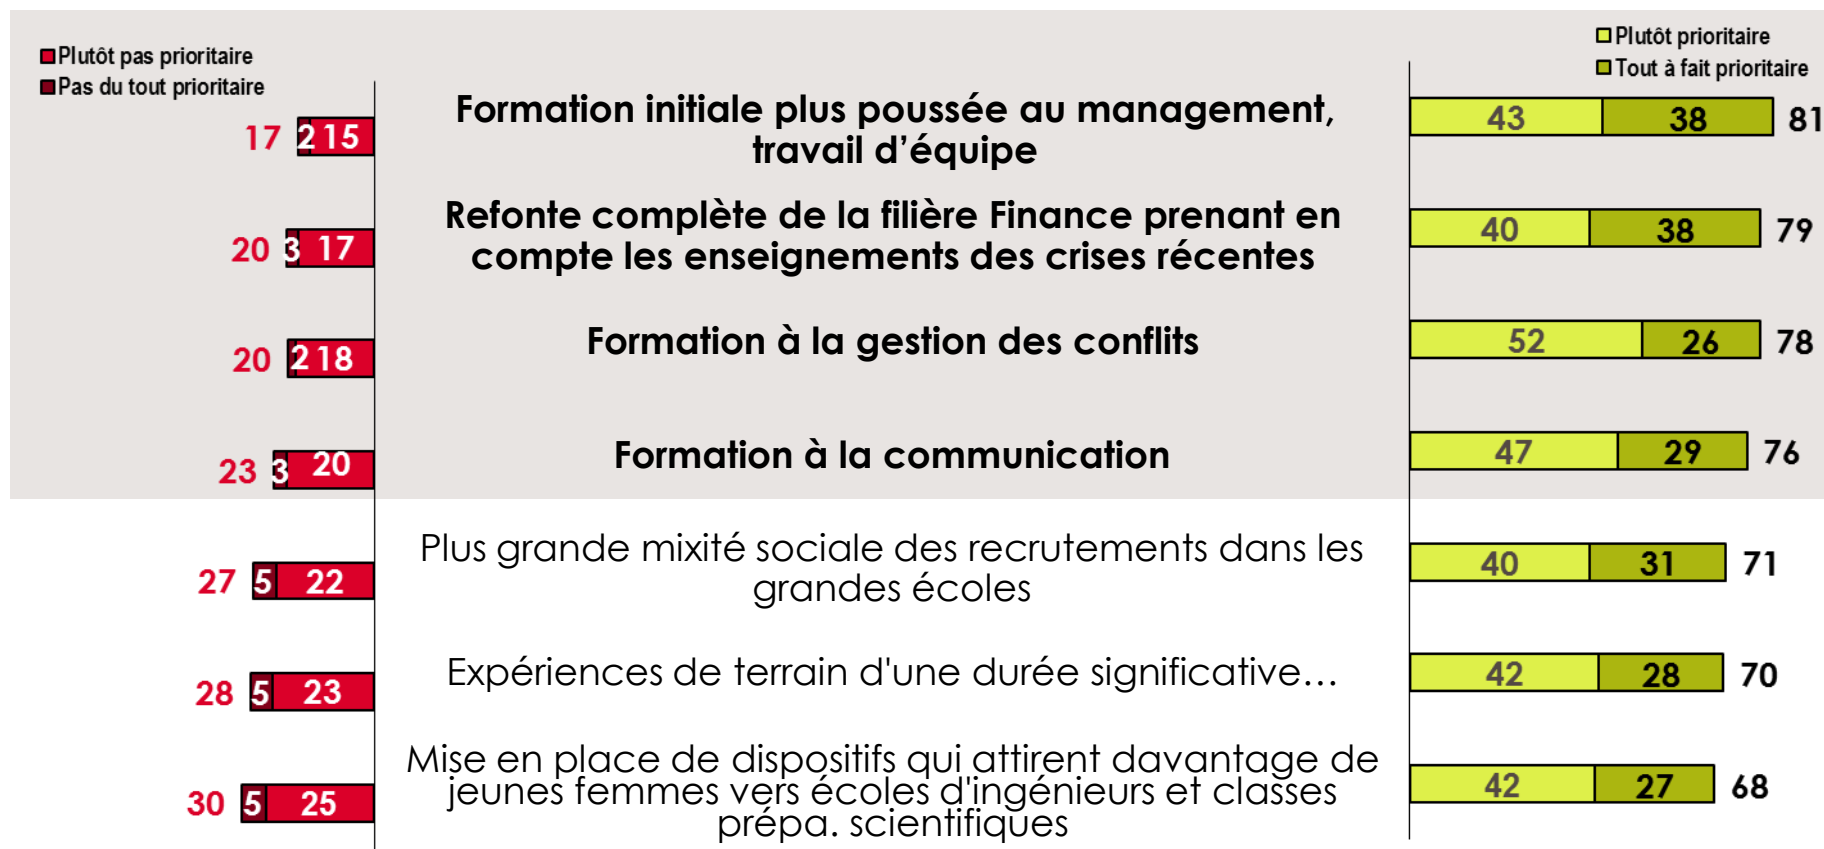 Plutôt pas prioritaire
Pas du tout prioritaire
Plutôt prioritaire
Tout à fait prioritaire
17 2 15
Formation initiale plus poussée au management,
travail d’équipe
43 38 81
20 3 17
Refonte complète de la filière Finance prenant en
compte les enseignements des crises récentes
40 38 79
20 2 18
Formation à la gestion des conflits
52 26 78
23 3 20
Formation à la communication
47 29 76
27 5 22
Plus grande mixité sociale des recrutements dans les
grandes écoles
40 31 71
28 5 23
Expériences de terrain d'une durée significative…
42 28 70
30 5 25
Mise en place de dispositifs qui attirent davantage de
jeunes femmes vers écoles d'ingénieurs et classes
prépa. scientifiques
42 27 68